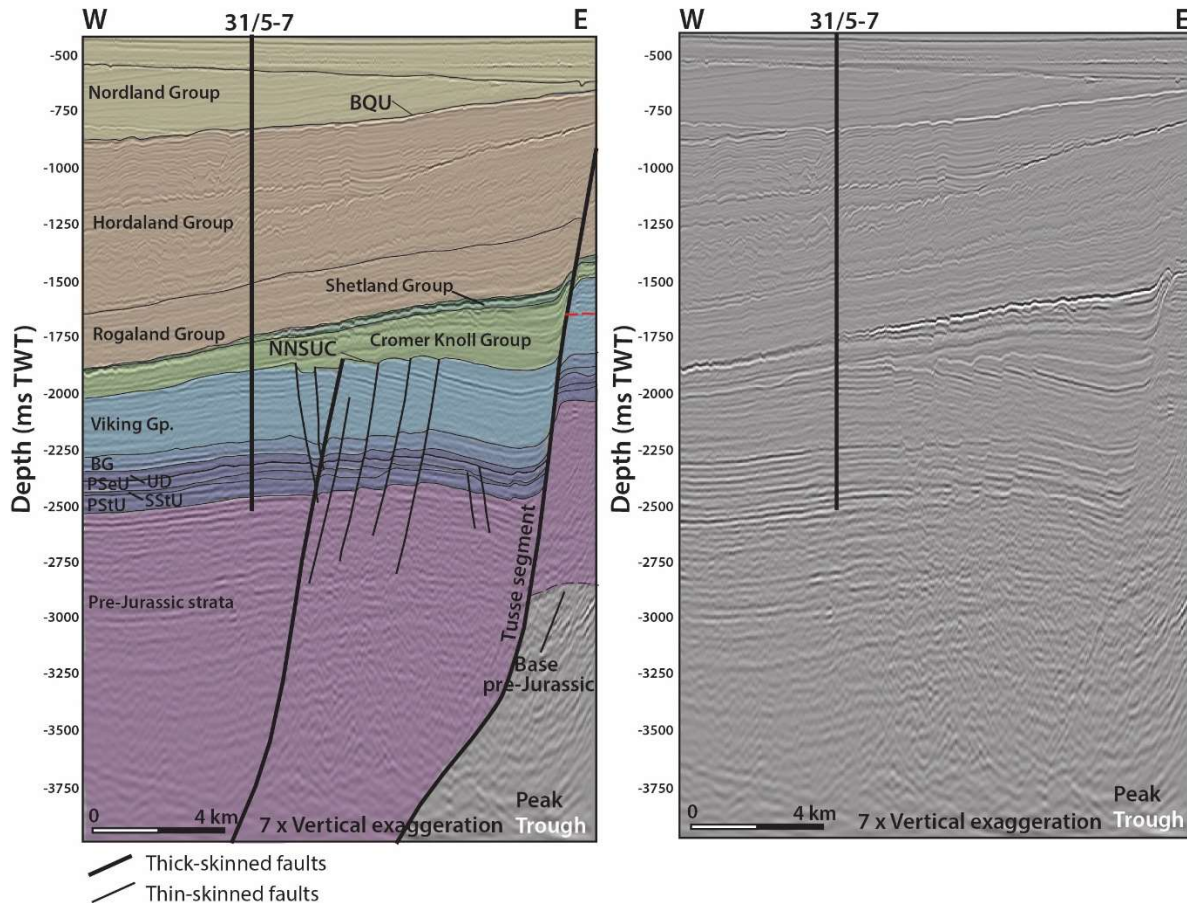 W
31/5-7
E
-500
-750
-1000
-1250
-1500
-1750
-2000
-2250
-2500
-2750
-3000
-3250
-3500
-3750
Depth (ms TWT)
Nordland Group
BQU
Hordaland Group
Shetland Group
Rogaland Group
Cromer Knoll Group
NNSUC
Viking Gp.
BG
UD
PSeU
SStU
PStU
Tusse segment
Pre-Jurassic strata
Base
pre-Jurassic
Peak
0
4 km
7 x Vertical exaggeration
Trough
Thick-skinned faults
Thin-skinned faults
W
31/5-7
E
-500
-750
-1000
-1250
-1500
-1750
-2000
-2250
-2500
-2750
-3000
-3250
-3500
-3750
Depth (ms TWT)
Peak
0
4 km
7 x Vertical exaggeration
Trough